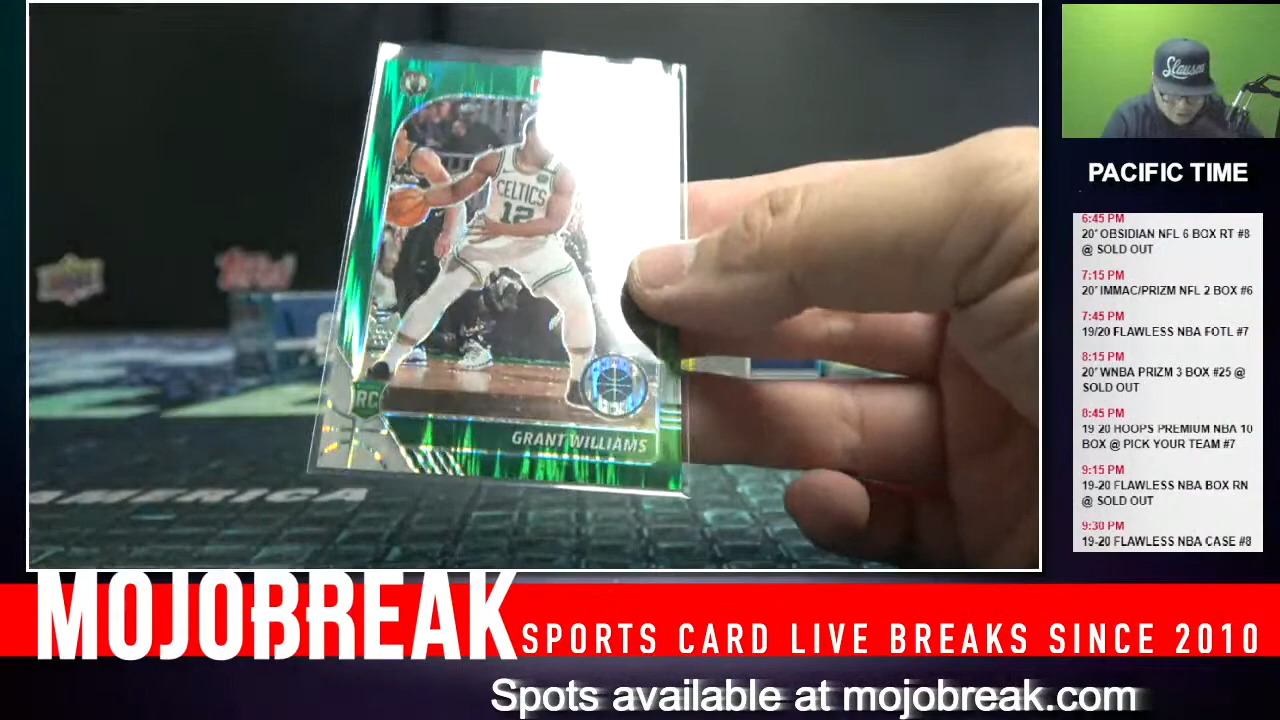 CELTICS
12
RC
GRANT WILLIAMS
Topps
AMERICA
Slauson
PACIFIC TIME
6:45 PM
20' OBSIDIAN NFL 6 BOX RT #8
@ SOLD OUT
7:15 PM
20' IMMAC/PRIZM NFL 2 BOX #6
7:45 PM
19/20 FLAWLESS NBA FOTL #7
8:15 PM
20' WNBA PRIZM 3 BOX #25 @
SOLD OUT
8:45 PM
19 20 HOOPS PREMIUM NBA 10
BOX @ PICK YOUR TEAM #7
9:15 PM
19-20 FLAWLESS NBA BOX RN
@ SOLD OUT
9:30 PM
19-20 FLAWLESS NBA CASE #8
MOJOBREAK
SPORTS CARD LIVE BREAKS SINCE 2010
Spots available at mojobreak.com